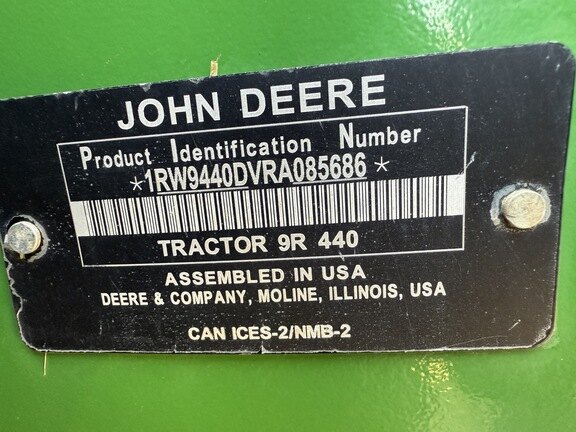 JOHN DEERE
Product Identification Number
*1RW9440DVRA085686*
TRACTOR 9R 440
ASSEMBLED IN USA
DEERE & COMPANY, MOLINE, ILLINOIS, USA
CAN ICES-2/NMB-2